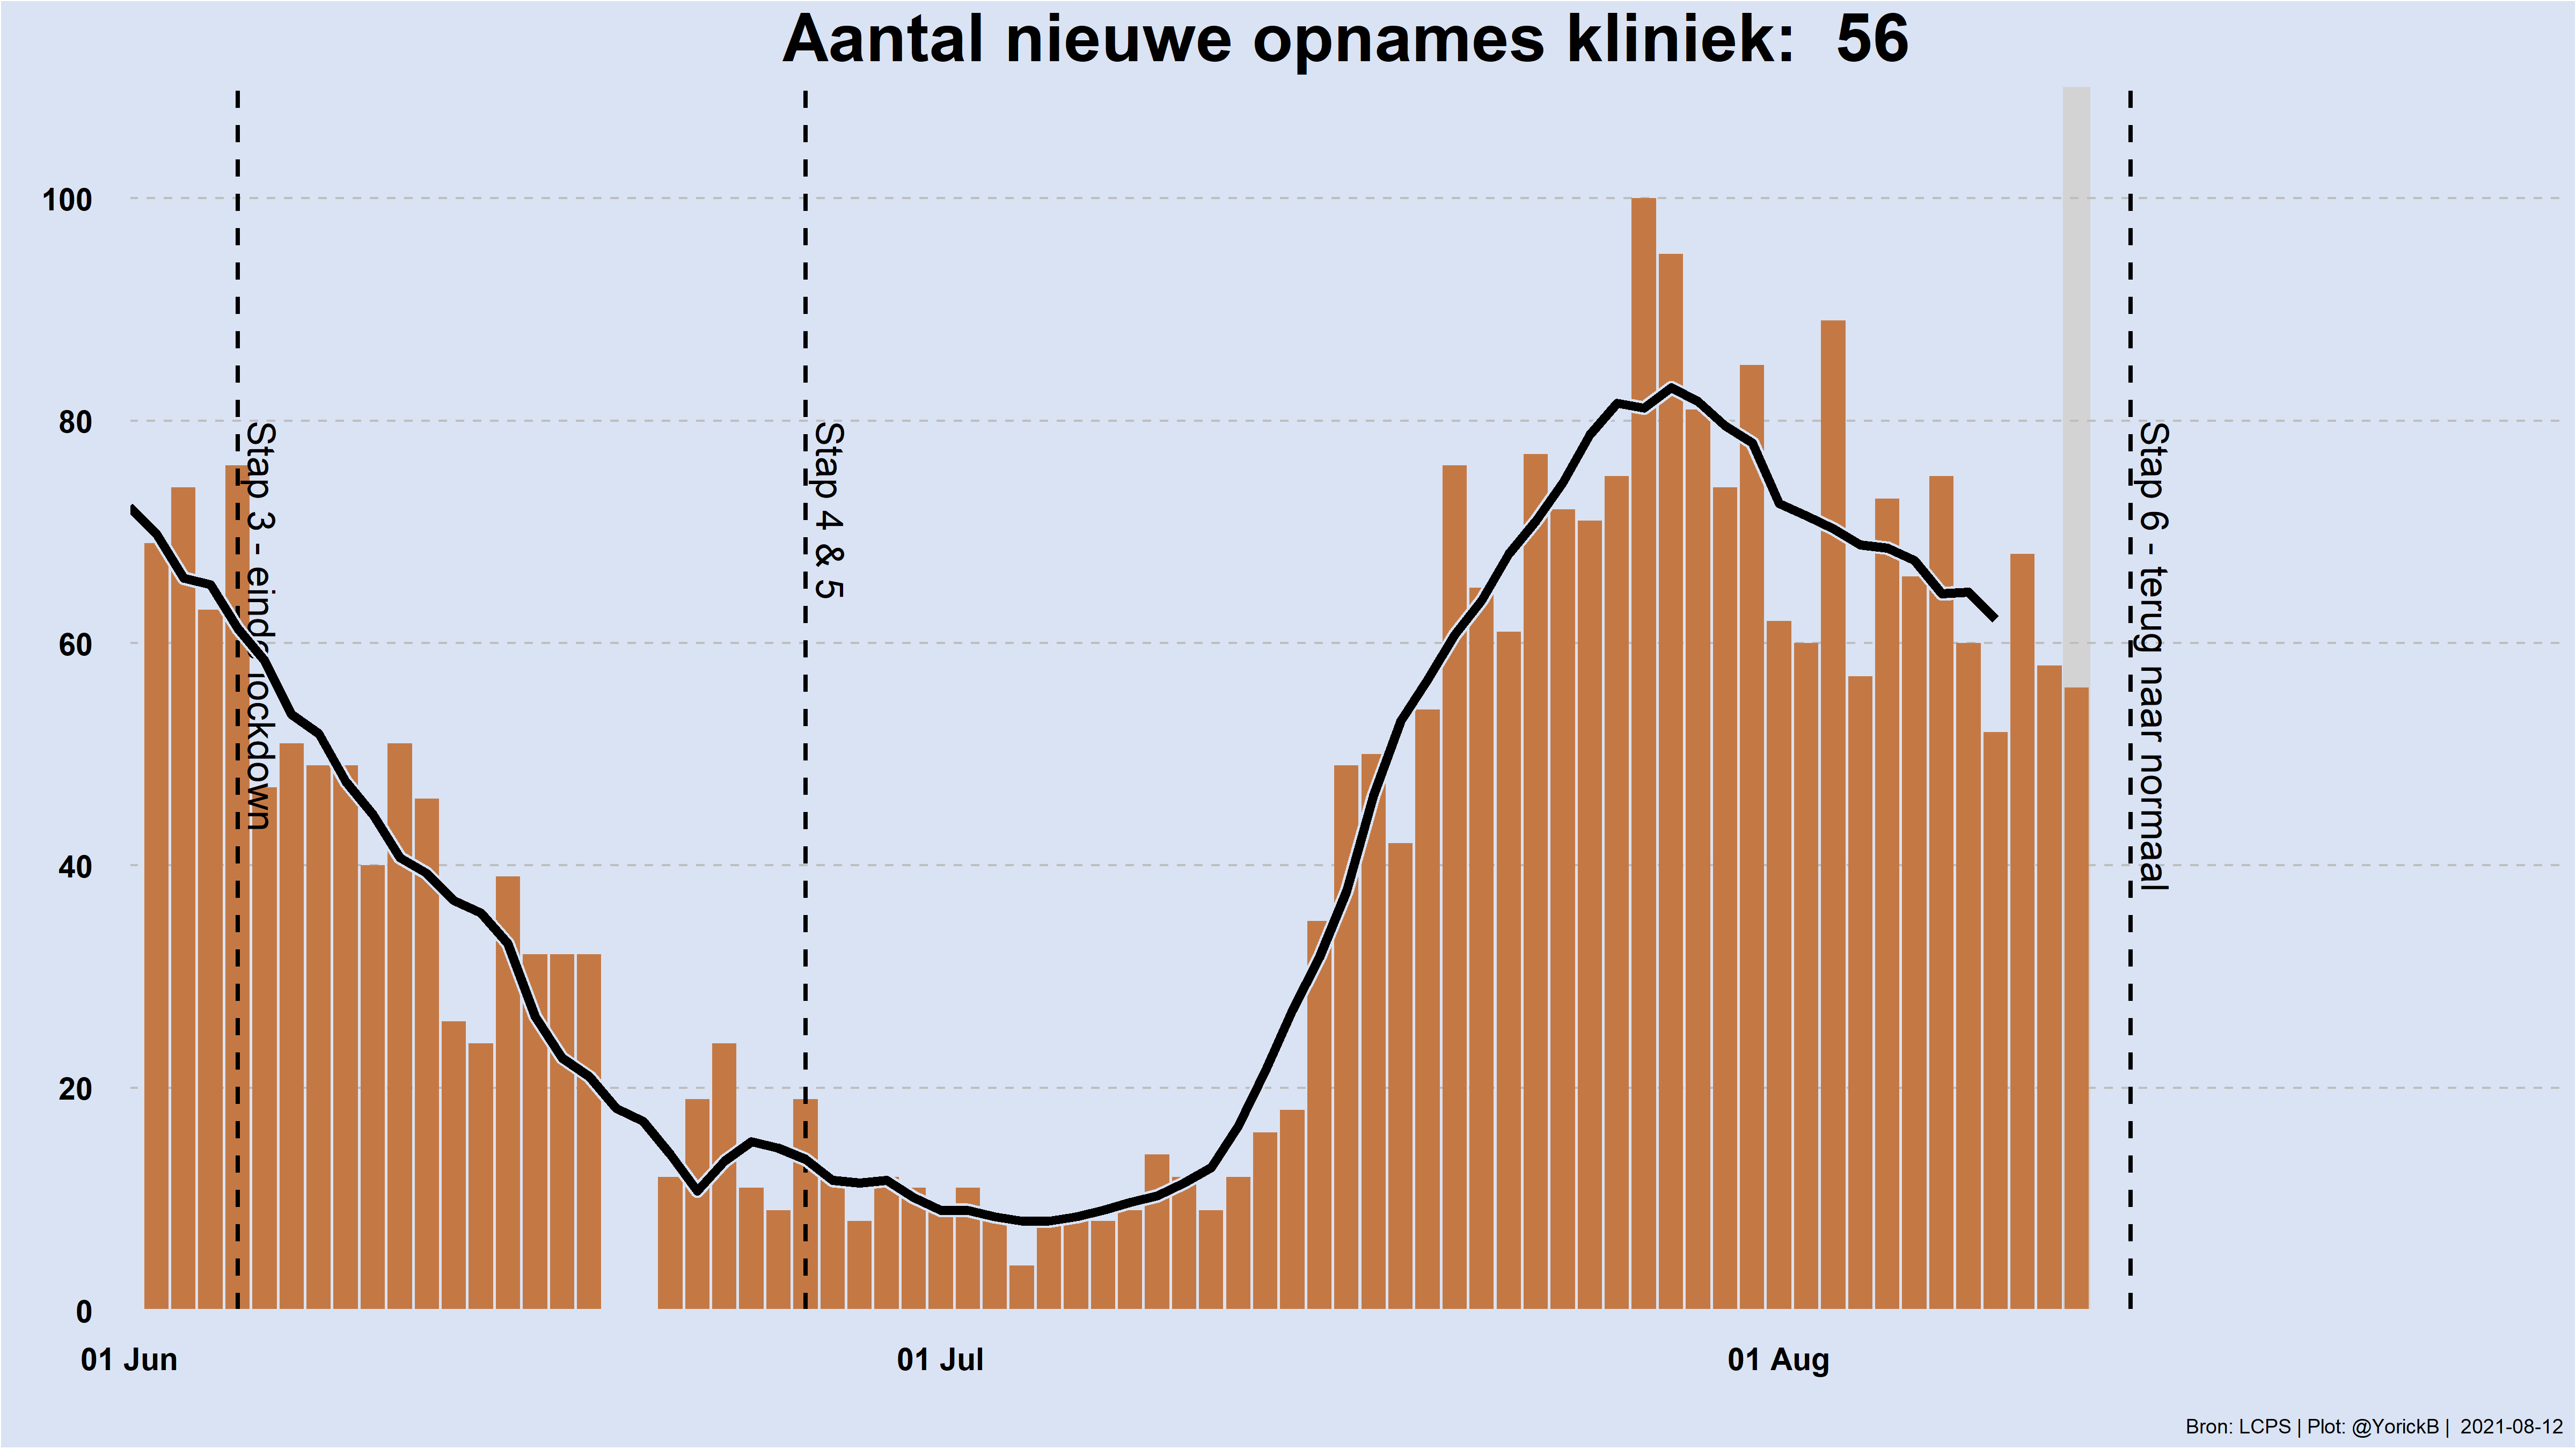 Aantal nieuwe opnames kliniek:  56
100
80
60
40
20
0
Stap 3 - einde lockdown
Stap 4 & 5
Stap 6 - terug naar normaal
01 Jun
01 Jul
01 Aug
Bron: LCPS | Plot: @YorickB |  2021-08-12